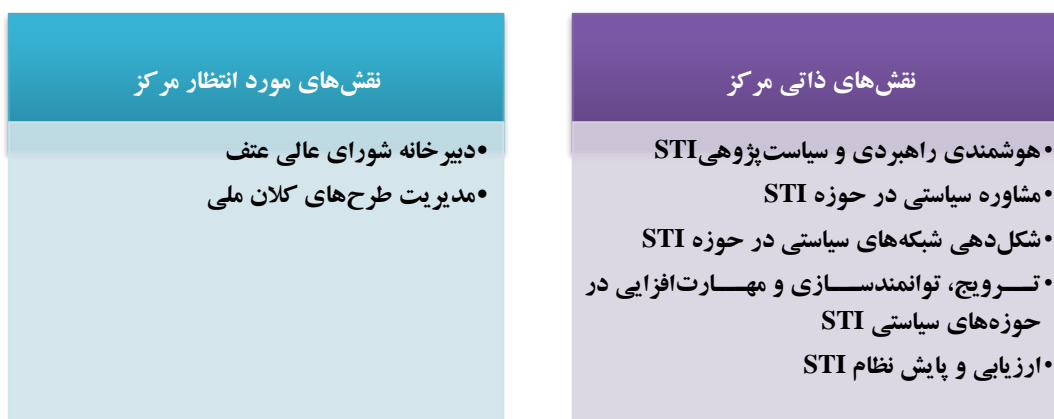 نقش‌های ذاتی مرکز
•هوشمندی راهبردی و سیاست‌پژوهیSTI
•مشاوره سیاستی در حوزه STI
•شکل‌دهی شبکه‌های سیاستی در حوزه STI
•تـــرویج، توانمندســـازی و مهـــارت‌افزایی در
حوزه‌های سیاستی STI
•ارزیابی و پایش نظام STI
نقش‌های مورد انتظار مرکز
•دبیرخانه شورای عالی عتف
•مدیریت طرح‌های کلان ملی